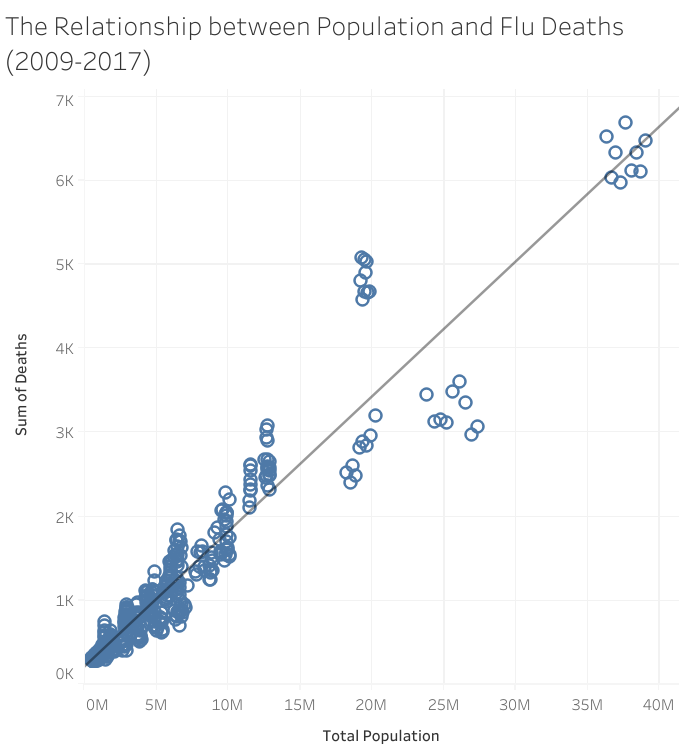 The Relationship between Population and Flu Deaths
(2009-2017)
7K
6K
5K
4K
3K
2K
1K
0K
Sum of Deaths
0M 5M 10M 15M 20M 25M 30M 35M 40M
Total Population